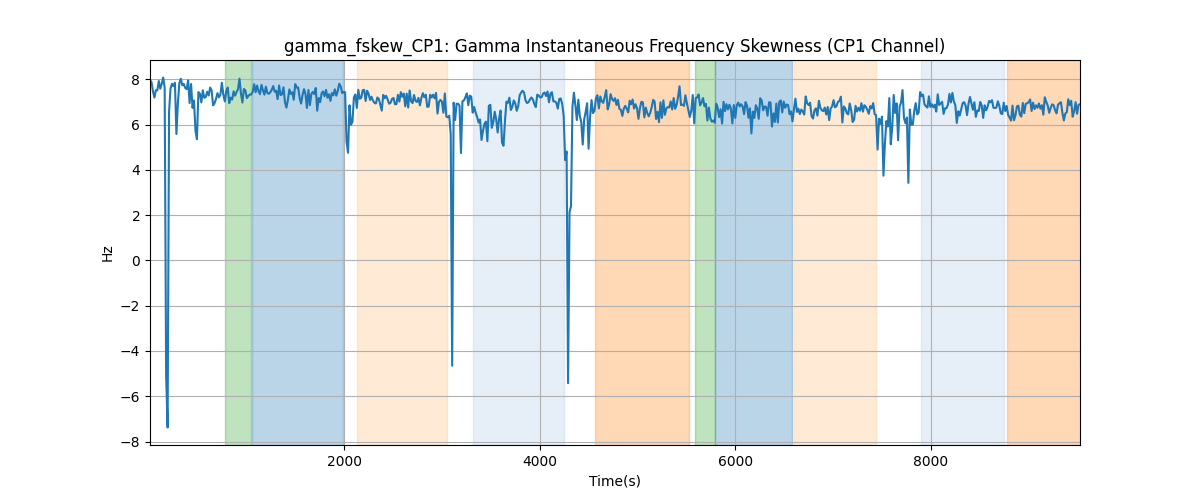 gamma_fskew_CP1: Gamma Instantaneous Frequency Skewness (CP1 Channel)
8
6
4
2
0
−2
−4
−6
−8
Hz
2000 4000 6000 8000
Time(s)